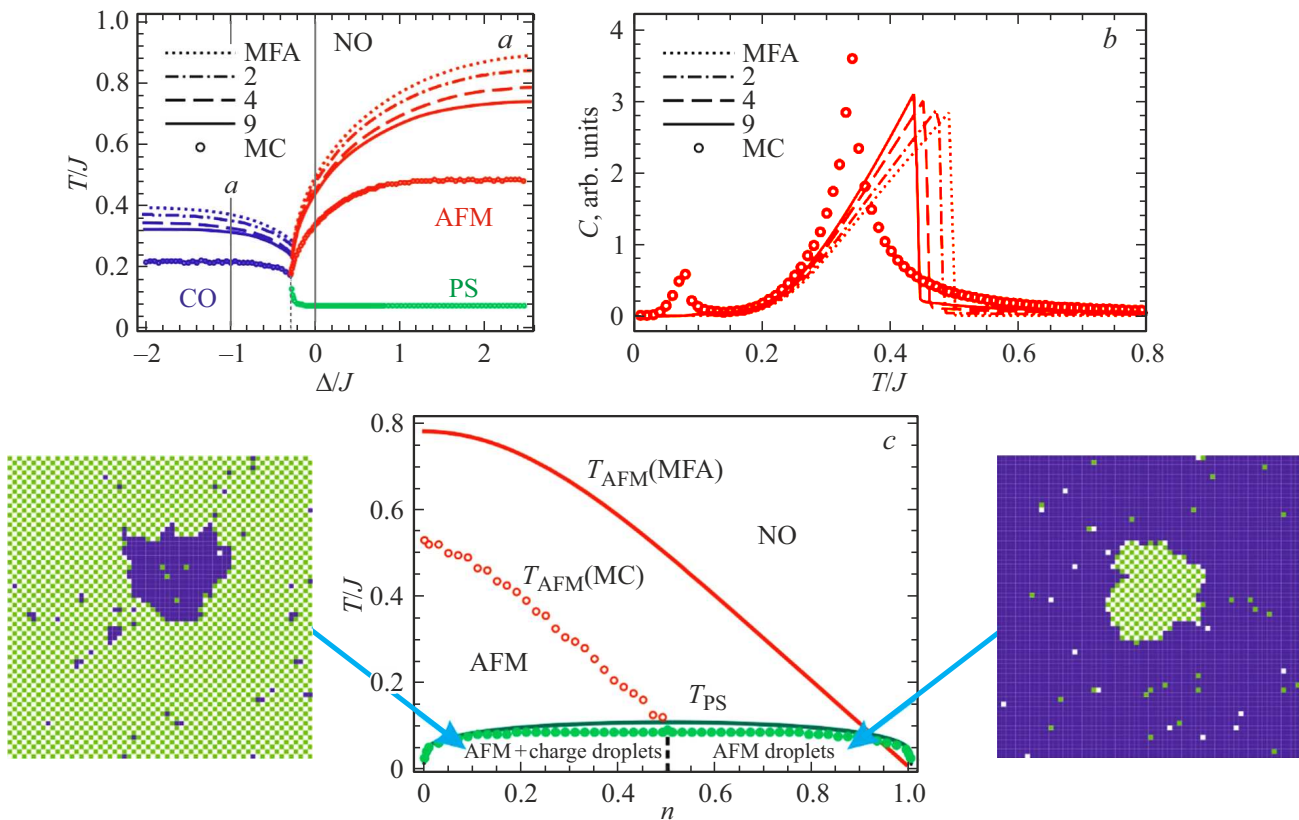 1.0
0.8
0.6
0.4
0.2
0
T/J
MFA
2
4
9
MC
NO
a
a
AFM
CO
PS
–2
–1
0
1
2
Δ/J
4
3
2
1
0
C, arb. units
MFA
2
4
9
MC
b
0
0.2
0.4
0.6
0.8
T/J
0.8
0.6
0.4
0.2
0
T/J
c
T_AFM(MFA)
NO
T_AFM(MC)
AFM
T_PS
AFM+charge droplets
AFM droplets
0
0.2
0.4
0.6
0.8
1.0
n